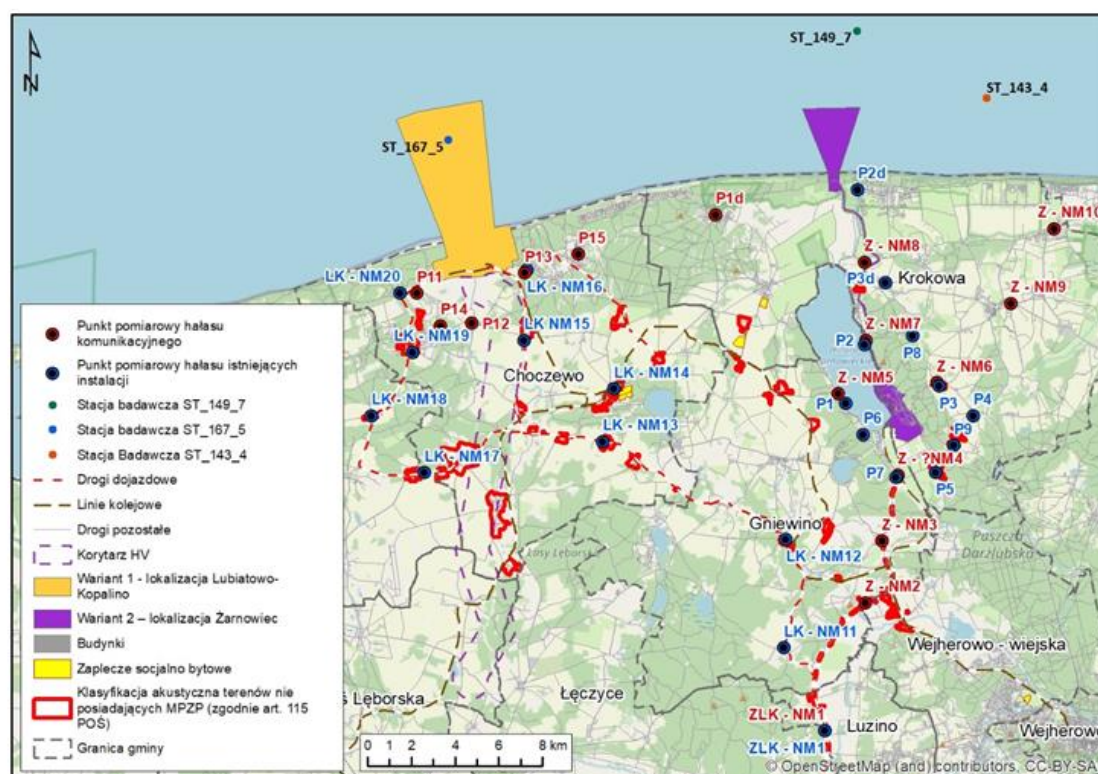 ST_149_7
ST_143_4
ST_167_5
N
P2d
P1d
Z - NM10
P15
P13
Z - NM8
LK - NM20
P11
LK - NM16
P3d
Krokowa
Z - NM9
P14
P12
LK NM15
LK - NM19
P2
Z - NM7
P8
Choczewo
LK - NM14
Z - NM5
Z - NM6
P3
P4
P1
LK - NM18
P6
P9
LK - NM13
LK - NM17
P7
Z - ?NM4
P5
Gniewino
Z - NM3
LK - NM12
Lasy Lęborskie
Puszcza
Darżlubska
Z - NM2
LK - NM11
Wejherowo - wiejska
ś Lęborska
Łęczyce
ZLK - NM1
Luzino
ZLK - NM1
Wejherowo
Punkt pomiarowy hałasu
komunikacyjnego
Punkt pomiarowy hałasu istniejących
instalacji
Stacja badawcza ST_149_7
Stacja badawcza ST_167_5
Stacja Badawcza ST_143_4
Drogi dojazdowe
Linie kolejowe
Drogi pozostałe
Korytarz HV
Wariant 1 - lokalizacja Lubiatowo-
Kopalino
Wariant 2 – lokalizacja Żarnowiec
Budynki
Zaplecze socjalno bytowe
Klasyfikacja akustyczna terenów nie
posiadających MPZP (zgodnie art. 115
POŚ)
Granica gminy
0 2 4 6 8 km
© OpenStreetMap (and) contributors, CC-BY-SA